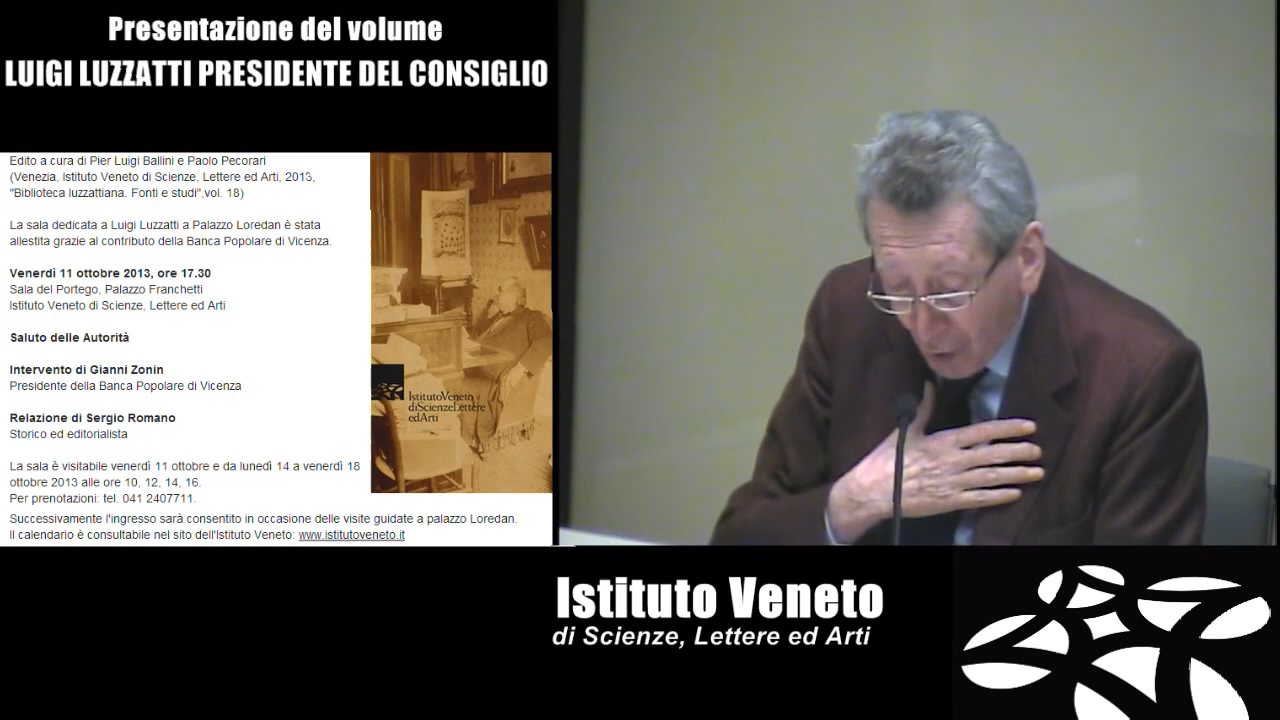 Presentazione del volume
LUIGI LUZZATTI PRESIDENTE DEL CONSIGLIO
Edito a cura di Pier Luigi Ballini e Paolo Pecorari
(Venezia, Istituto Veneto di Scienze, Lettere ed Arti, 2013,
"Biblioteca luzzattiana. Fonti e studi",vol. 18)
La sala dedicata a Luigi Luzzatti a Palazzo Loredan è stata
allestita grazie al contributo della Banca Popolare di Vicenza.
Venerdì 11 ottobre 2013, ore 17.30
Sala del Portego, Palazzo Franchetti
Istituto Veneto di Scienze, Lettere ed Arti
Saluto delle Autorità
Intervento di Gianni Zonin
Presidente della Banca Popolare di Vicenza
Relazione di Sergio Romano
Storico ed editorialista
La sala è visitabile venerdì 11 ottobre e da lunedì 14 a venerdì 18
ottobre 2013 alle ore 10, 12, 14, 16.
Per prenotazioni: tel. 041 2407711.
Successivamente l'ingresso sarà consentito in occasione delle visite guidate a palazzo Loredan.
Il calendario è consultabile nel sito dell'Istituto Veneto: www.istitutoveneto.it
IstitutoVeneto
diScienzeLettere
edArti
Istituto Veneto
di Scienze, Lettere ed Arti